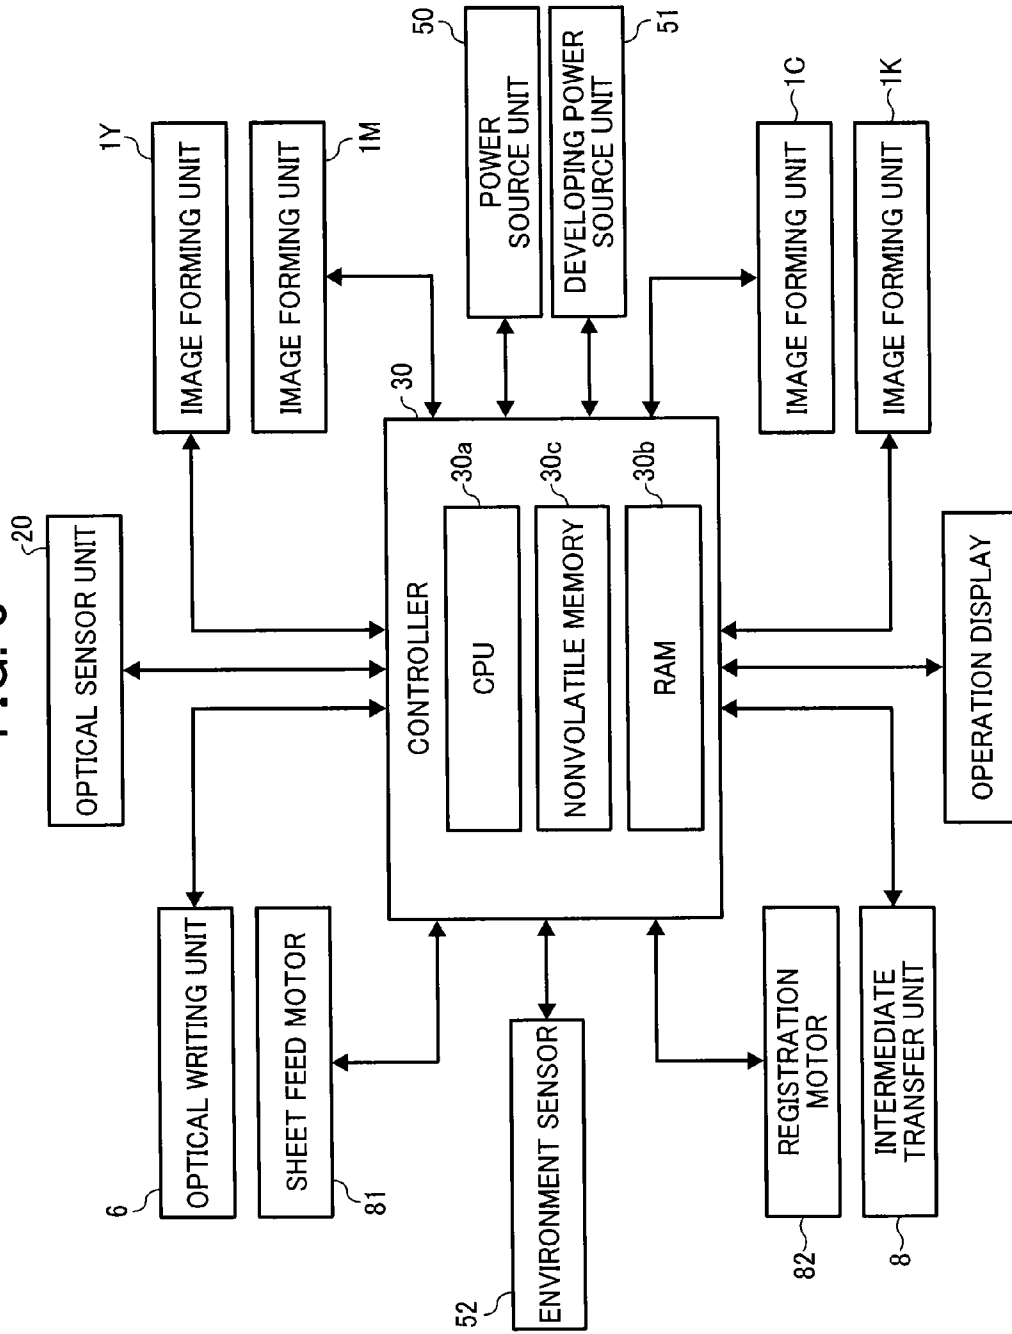 20
OPTICAL SENSOR UNIT
6
OPTICAL WRITING UNIT
SHEET FEED MOTOR
81
1Y
IMAGE FORMING UNIT
IMAGE FORMING UNIT
1M
30
CONTROLLER
CPU
30a
NONVOLATILE MEMORY
30c
RAM
30b
50
POWER
SOURCE UNIT
DEVELOPING POWER
SOURCE UNIT
51
52
ENVIRONMENT SENSOR
REGISTRATION
MOTOR
82
INTERMEDIATE
TRANSFER UNIT
8
IMAGE FORMING UNIT
1C
IMAGE FORMING UNIT
1K
OPERATION DISPLAY